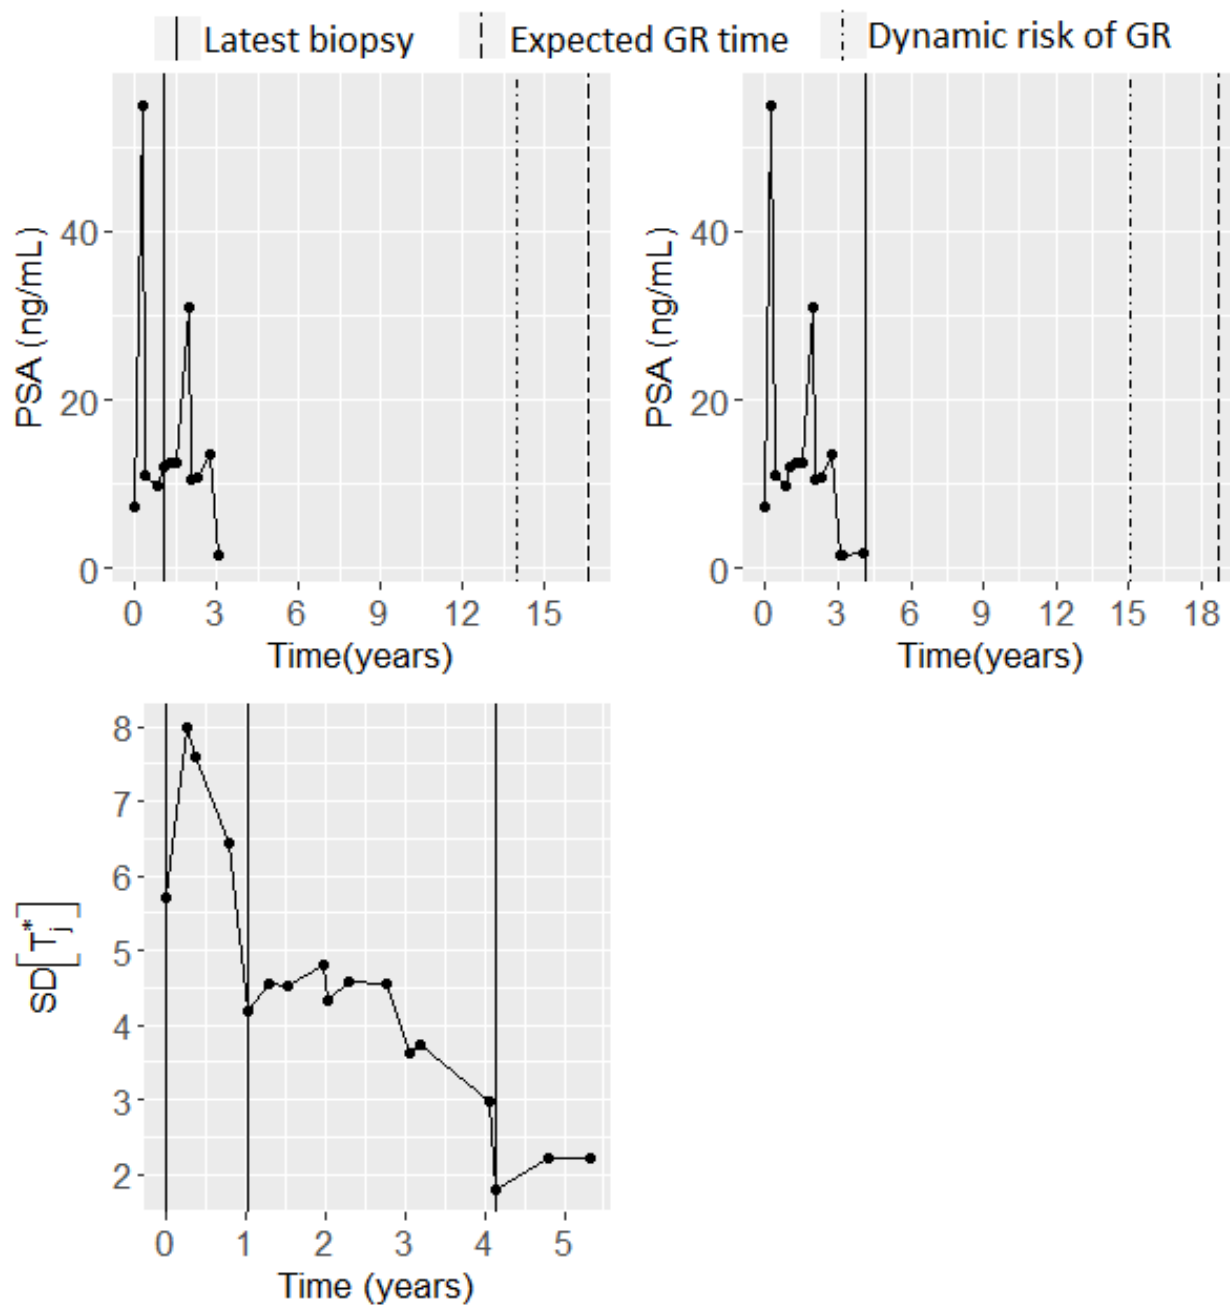 Latest biopsy Expected GR time Dynamic risk of GR
PSA (ng/mL)
40
20
0
0 3 6 9 12 15
Time(years)
PSA (ng/mL)
40
20
0
0 3 6 9 12 15 18
Time(years)
SD[T*j]
8
7
6
5
4
3
2
0 1 2 3 4 5
Time (years)